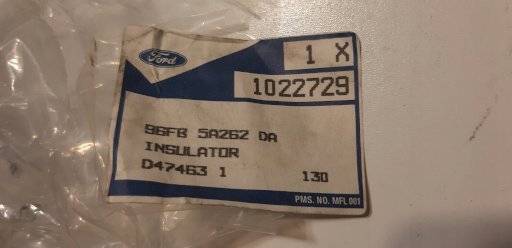 Ford
1 X
1022729
96FB 5A262 DA
INSULATOR
D47463 1 130
PMS. NO. MFL 001